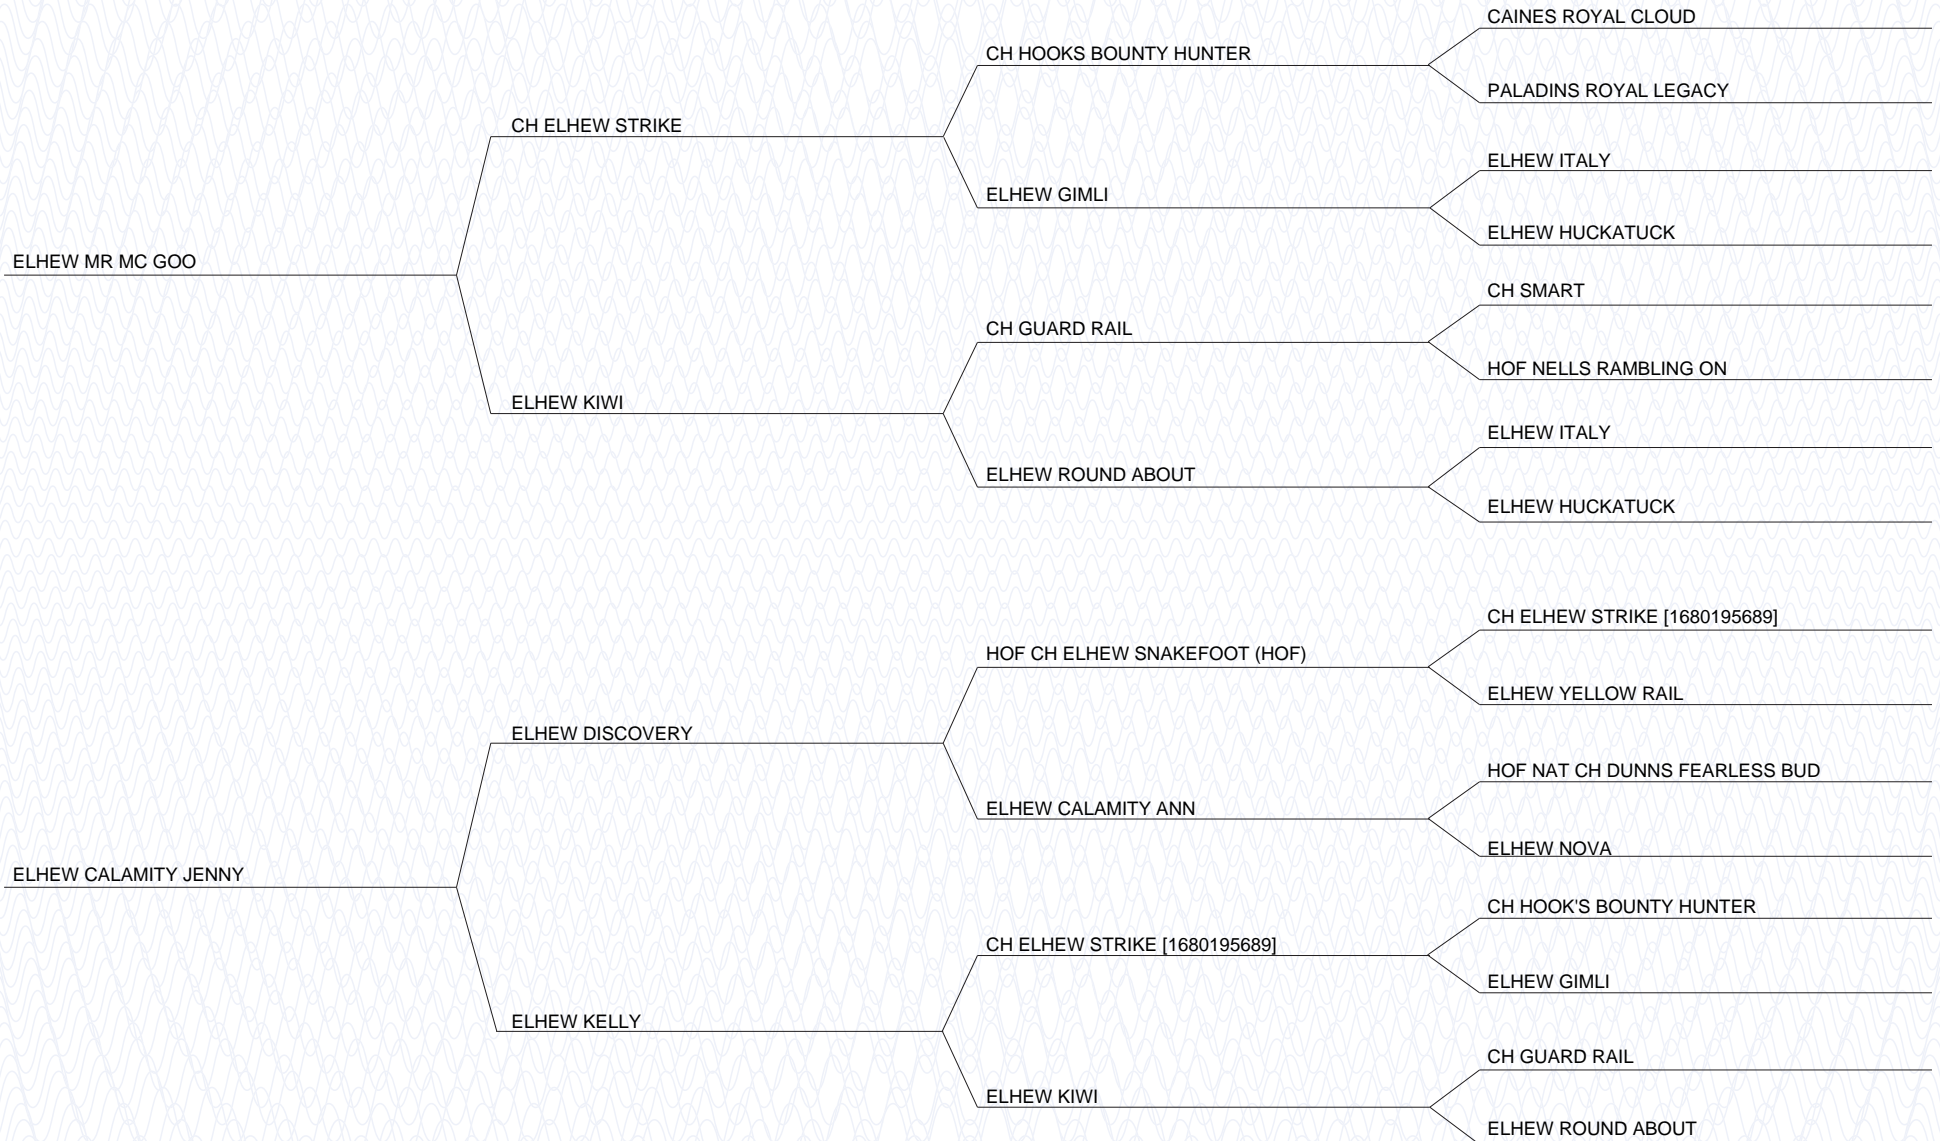 CAINES ROYAL CLOUD
CH HOOKS BOUNTY HUNTER
PALADINS ROYAL LEGACY
CH ELHEW STRIKE
ELHEW ITALY
ELHEW GIMLI
ELHEW HUCKATUCK
ELHEW MR MC GOO
CH SMART
CH GUARD RAIL
HOF NELLS RAMBLING ON
ELHEW KIWI
ELHEW ITALY
ELHEW ROUND ABOUT
ELHEW HUCKATUCK
CH ELHEW STRIKE [1680195689]
HOF CH ELHEW SNAKEFOOT (HOF)
ELHEW YELLOW RAIL
ELHEW DISCOVERY
HOF NAT CH DUNNS FEARLESS BUD
ELHEW CALAMITY ANN
ELHEW NOVA
ELHEW CALAMITY JENNY
CH HOOK'S BOUNTY HUNTER
CH ELHEW STRIKE [1680195689]
ELHEW GIMLI
ELHEW KELLY
CH GUARD RAIL
ELHEW KIWI
ELHEW ROUND ABOUT